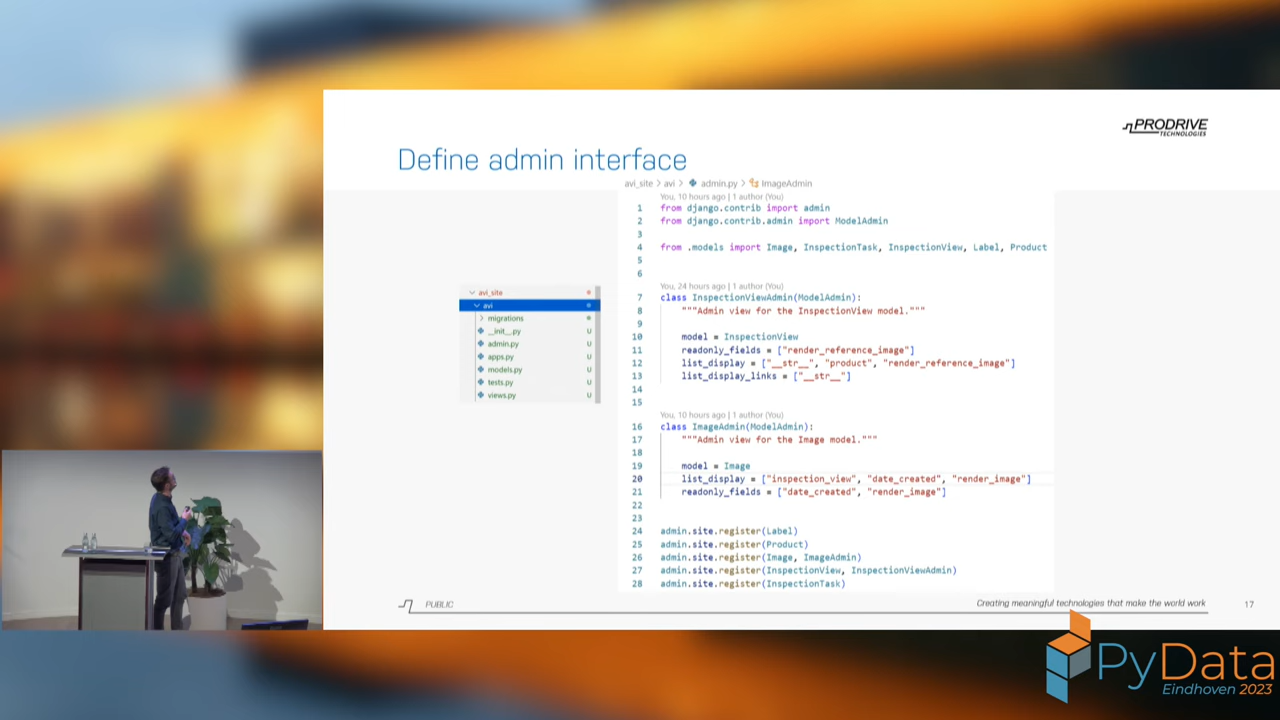 PRODRIVE
TECHNOLOGIES
Define admin interface
avi_site > avi > admin.py > ImageAdmin
You, 10 hours ago | 1 author (You)
1 from django.contrib import admin
2 from django.contrib.admin import ModelAdmin
3
4 from .models import Image, InspectionTask, InspectionView, Label, Product
5
6
You, 24 hours ago | 1 author (You)
7 class InspectionViewAdmin(ModelAdmin):
8 """Admin view for the InspectionView model."""
9
10 model = InspectionView
11 readonly_fields = ["render_reference_image"]
12 list_display = ["__str__", "product", "render_reference_image"]
13 list_display_links = ["__str__"]
14
15
You, 10 hours ago | 1 author (You)
16 class ImageAdmin(ModelAdmin):
17 """Admin view for the Image model."""
18
19 model = Image
20 list_display = ["inspection_view", "date_created", "render_image"]
21 readonly_fields = ["date_created", "render_image"]
22
23
24 admin.site.register(Label)
25 admin.site.register(Product)
26 admin.site.register(Image, ImageAdmin)
27 admin.site.register(InspectionView, InspectionViewAdmin)
28 admin.site.register(InspectionTask)
avi_site
avi
migrations
__init__.py U
admin.py U
apps.py U
models.py U
tests.py U
views.py U
PUBLIC
Creating meaningful technologies that make the world work
17
PyData
Eindhoven 2023